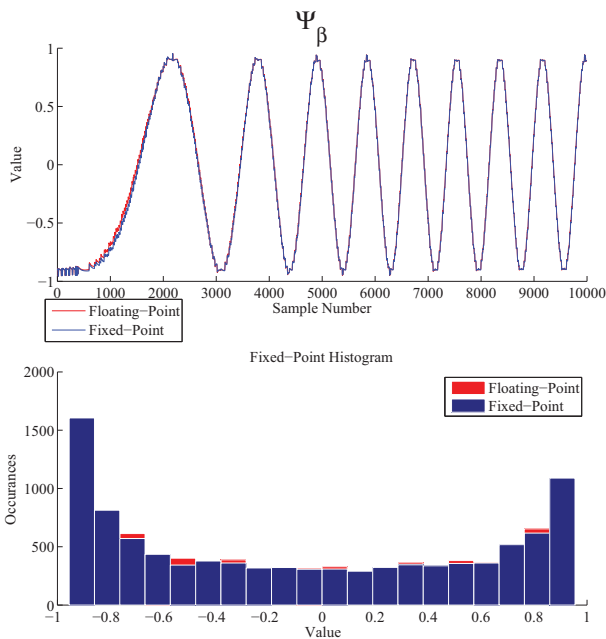 Ψβ
1
0.5
0
−0.5
−1
Value
0 1000 2000 3000 4000 5000 6000 7000 8000 9000 10000
Sample Number
Floating−Point
Fixed−Point
Fixed−Point Histogram
2000
1500
1000
500
0
Occurances
Floating−Point
Fixed−Point
−1 −0.8 −0.6 −0.4 −0.2 0 0.2 0.4 0.6 0.8 1
Value